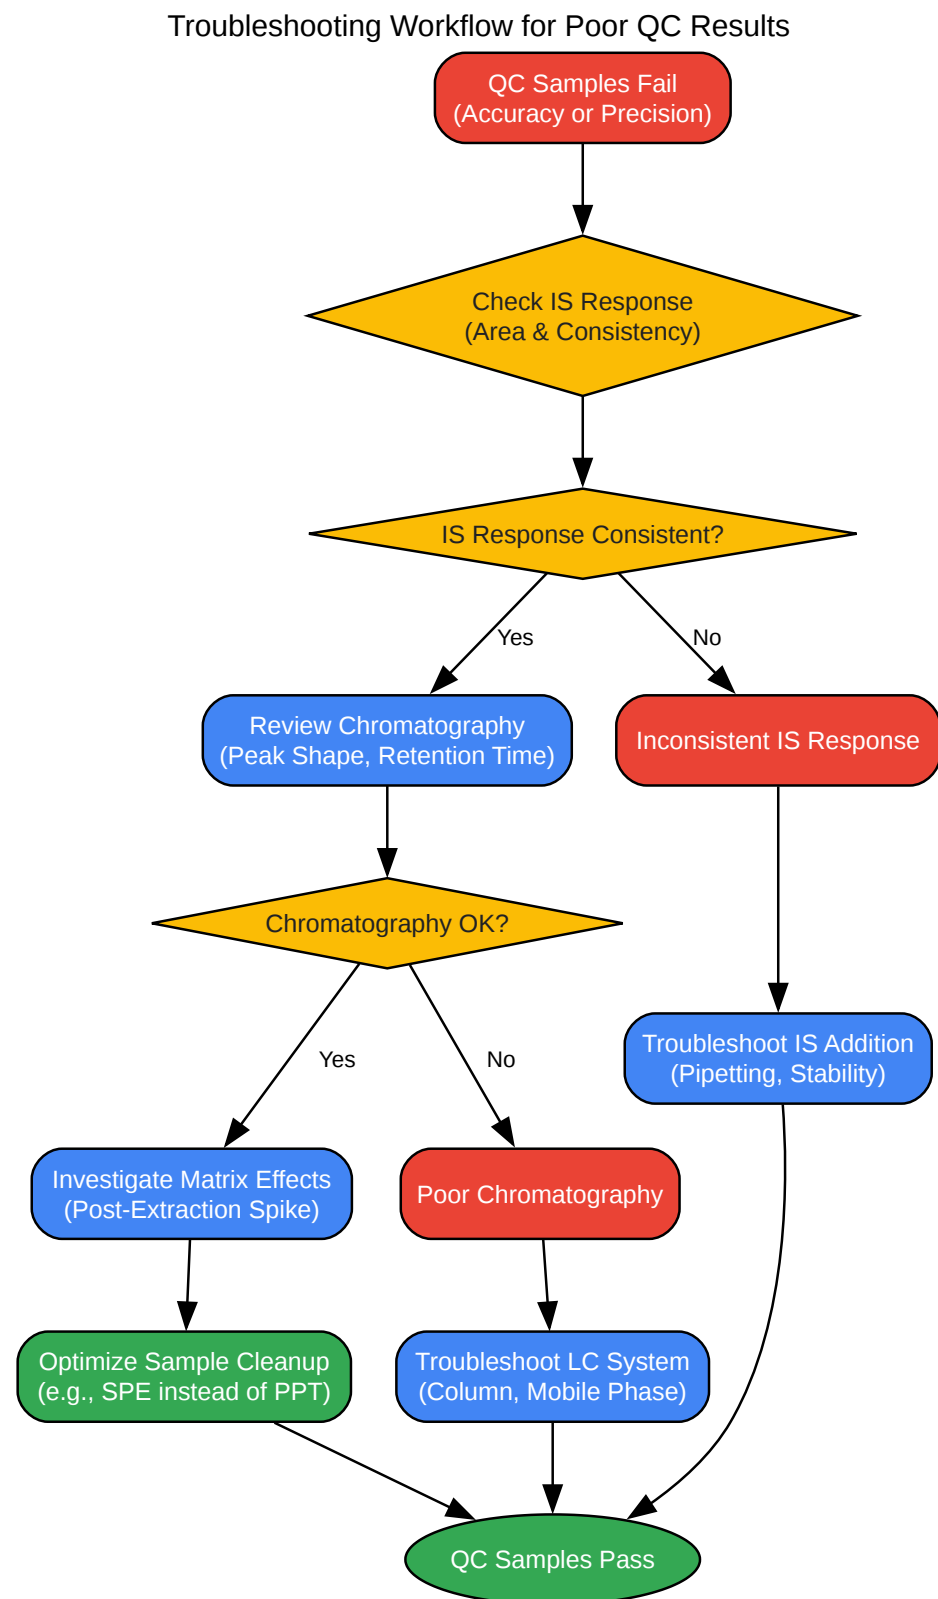 Troubleshooting Workflow for Poor QC Results
QC Samples Fail
(Accuracy or Precision)
Check IS Response
(Area & Consistency)
IS Response Consistent?
Yes
No
Review Chromatography
(Peak Shape, Retention Time)
Inconsistent IS Response
Chromatography OK?
Yes
No
Troubleshoot IS Addition
(Pipetting, Stability)
Investigate Matrix Effects
(Post-Extraction Spike)
Poor Chromatography
Optimize Sample Cleanup
(e.g., SPE instead of PPT)
Troubleshoot LC System
(Column, Mobile Phase)
QC Samples Pass